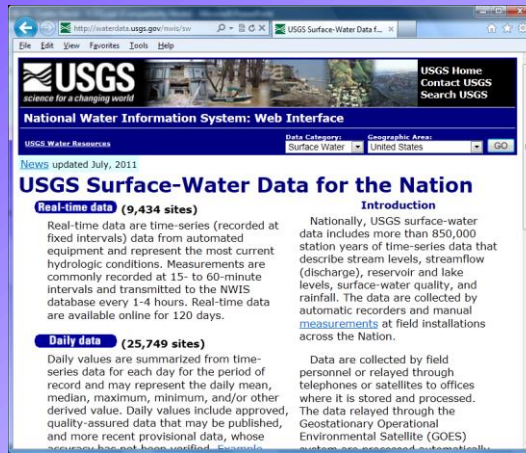 http://waterdata.usgs.gov/nwis/sw
USGS Surface-Water Data f...
File Edit View Favorites Tools Help
USGS
science for a changing world
USGS Home
Contact USGS
Search USGS
National Water Information System: Web Interface
USGS Water Resources
Data Category:
Surface Water
Geographic Area:
United States
GO
News updated July, 2011
USGS Surface-Water Data for the Nation
Real-time data (9,434 sites)
Real-time data are time-series (recorded at
fixed intervals) data from automated
equipment and represent the most current
hydrologic conditions. Measurements are
commonly recorded at 15- to 60-minute
intervals and transmitted to the NWIS
database every 1-4 hours. Real-time data
are available online for 120 days.
Daily data (25,749 sites)
Daily values are summarized from time-
series data for each day for the period of
record and may represent the daily mean,
median, maximum, minimum, and/or other
derived value. Daily values include approved,
quality-assured data that may be published,
and more recent provisional data, whose
accuracy has not been verified. Example
Introduction
Nationally, USGS surface-water
data includes more than 850,000
station years of time-series data that
describe stream levels, streamflow
(discharge), reservoir and lake
levels, surface-water quality, and
rainfall. The data are collected by
automatic recorders and manual
measurements at field installations
across the Nation.
Data are collected by field
personnel or relayed through
telephones or satellites to offices
where it is stored and processed.
The data relayed through the
Geostationary Operational
Environmental Satellite (GOES)
system are processed automatically